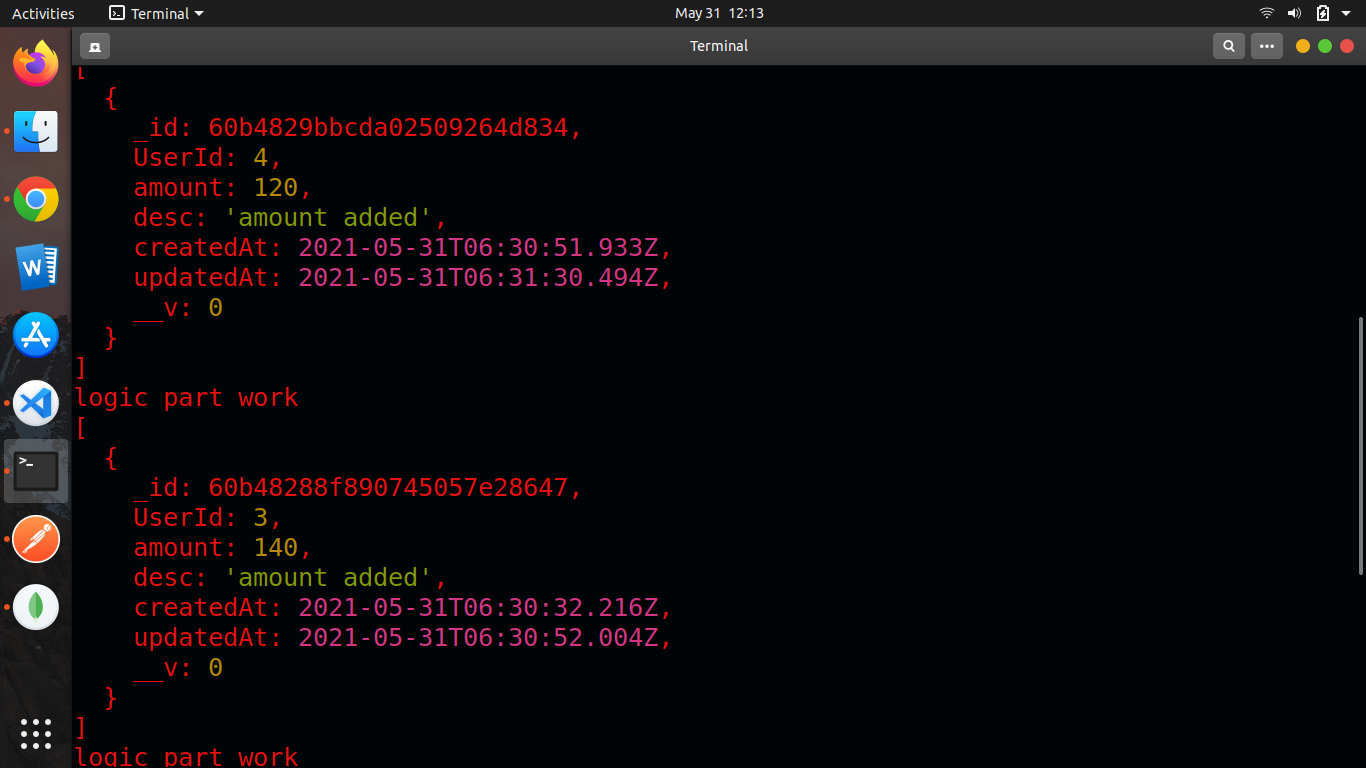 Activities
Terminal
May 31 12:13
Terminal
[
{
_id: 60b4829bbcda02509264d834,
UserId: 4,
amount: 120,
desc: 'amount added',
createdAt: 2021-05-31T06:30:51.933Z,
updatedAt: 2021-05-31T06:31:30.494Z,
__v: 0
}
]
logic part work
[
{
_id: 60b48288f890745057e28647,
UserId: 3,
amount: 140,
desc: 'amount added',
createdAt: 2021-05-31T06:30:32.216Z,
updatedAt: 2021-05-31T06:30:52.004Z,
__v: 0
}
]
logic part work